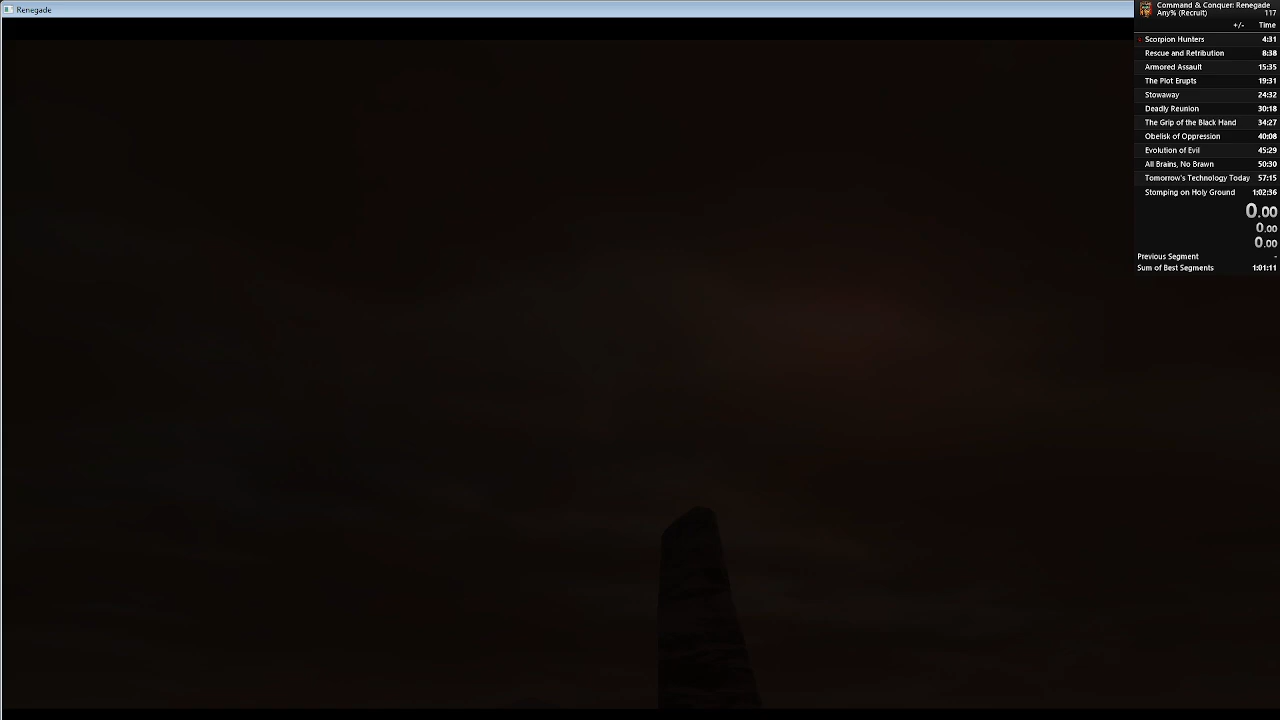 Renegade
Command & Conquer: Renegade
Any% (Recruit) 117
+/- Time
Scorpion Hunters 4:31
Rescue and Retribution 8:38
Armored Assault 15:35
The Plot Erupts 19:31
Stowaway 24:32
Deadly Reunion 30:18
The Grip of the Black Hand 34:27
Obelisk of Oppression 40:08
Evolution of Evil 45:29
All Brains, No Brawn 50:30
Tomorrow's Technology Today 57:15
Stomping on Holy Ground 1:02:36
0.00
0.00
0.00
Previous Segment -
Sum of Best Segments 1:01:11